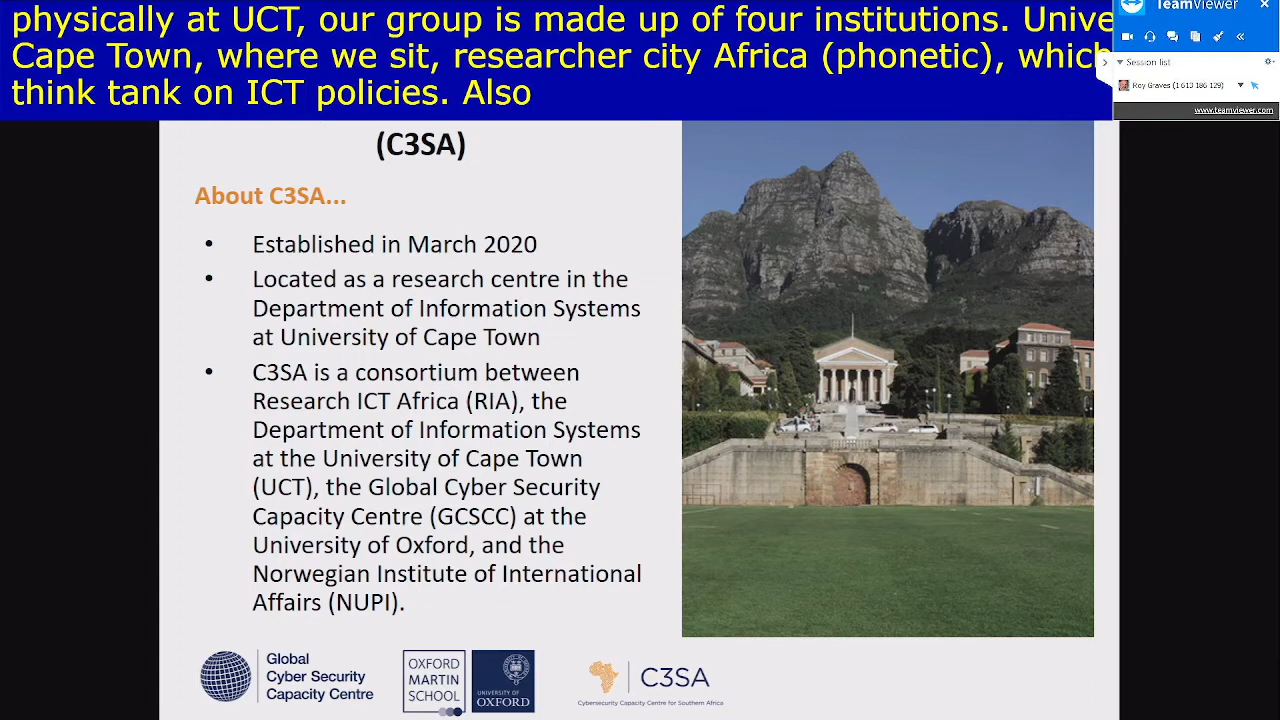 physically at UCT, our group is made up of four institutions. Unive
Cape Town, where we sit, researcher city Africa (phonetic), which
think tank on ICT policies. Also
TeamViewer
Session list
Roy Graves (1 613 186 129)
www.teamviewer.com
(C3SA)
About C3SA...
• Established in March 2020
• Located as a research centre in the
Department of Information Systems
at University of Cape Town
• C3SA is a consortium between
Research ICT Africa (RIA), the
Department of Information Systems
at the University of Cape Town
(UCT), the Global Cyber Security
Capacity Centre (GCSCC) at the
University of Oxford, and the
Norwegian Institute of International
Affairs (NUPI).
Global
Cyber Security
Capacity Centre
OXFORD
MARTIN
SCHOOL
UNIVERSITY OF
OXFORD
C3SA
Cybersecurity Capacity Centre for Southern Africa